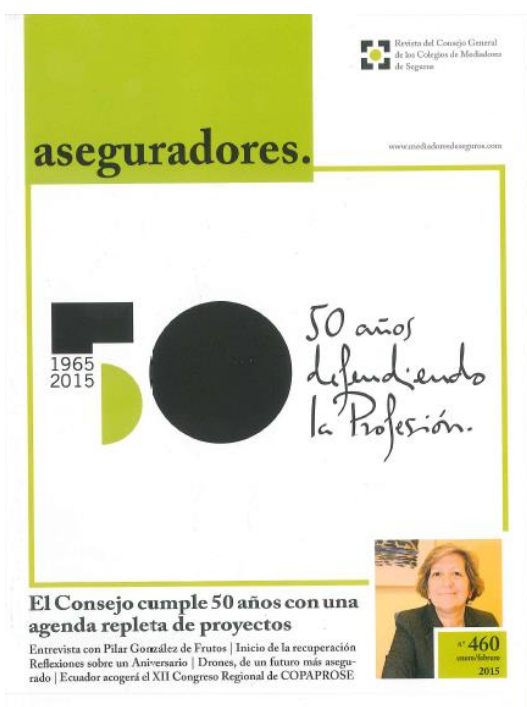 Revista del Consejo General
de los Colegios de Mediadores
de Seguros
aseguradores.
www.mediadoresdeseguros.com
1965
2015
50
50 años
defendiendo
la Profesión.
El Consejo cumple 50 años con una
agenda repleta de proyectos
Entrevista con Pilar González de Frutos | Inicio de la recuperación
Reflexiones sobre un Aniversario | Drones, de un futuro más asegu-
rado | Ecuador acogerá el XII Congreso Regional de COPAPROSE
nº 460
enero/febrero
2015